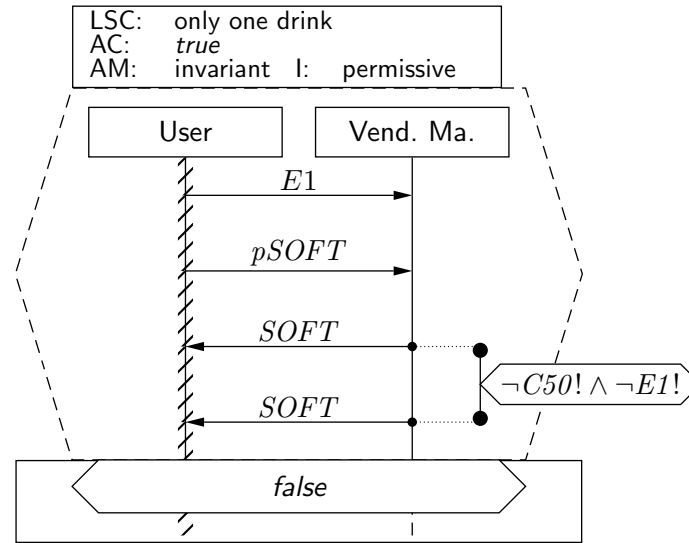 LSC: only one drink
AC: true
AM: invariant I: permissive
User Vend. Ma.
E1
pSOFT
SOFT
¬C50! ∧ ¬E1!
SOFT
false